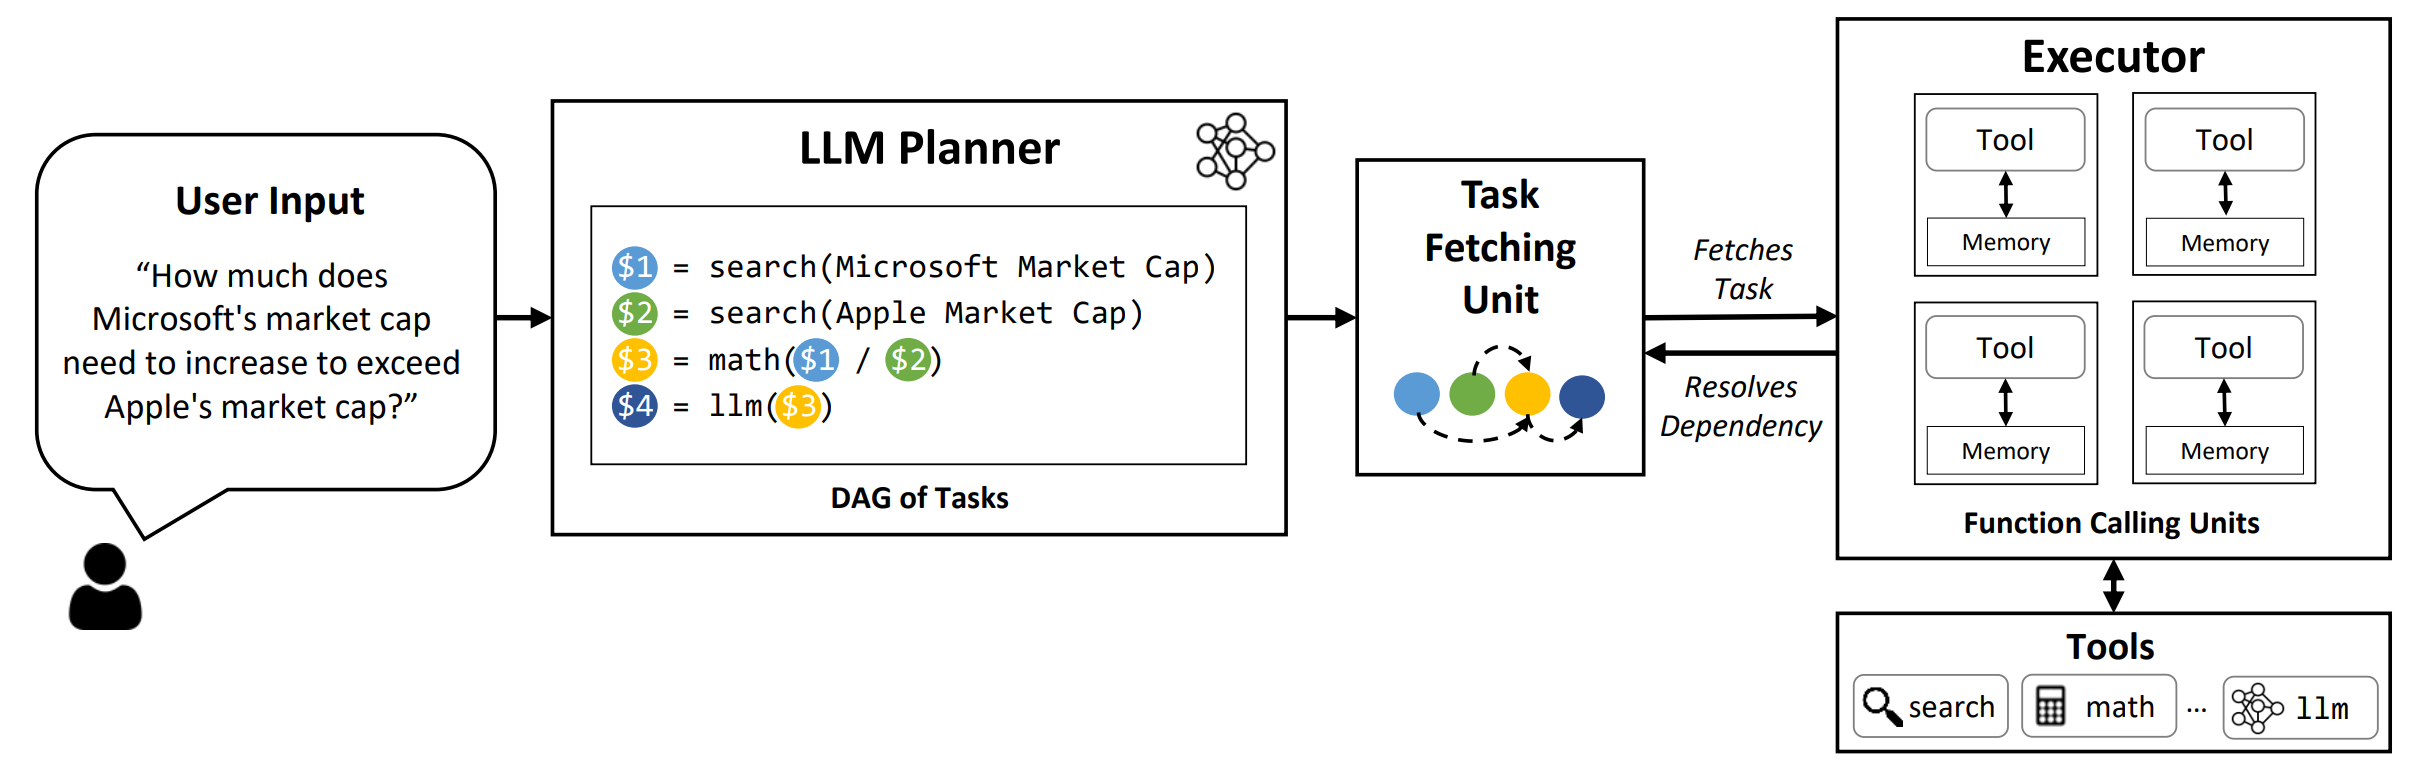 User Input
“How much does
Microsoft's market cap
need to increase to exceed
Apple's market cap?”
LLM Planner
$1 = search(Microsoft Market Cap)
$2 = search(Apple Market Cap)
$3 = math($1 / $2)
$4 = llm($3)
DAG of Tasks
Task
Fetching
Unit
Fetches
Task
Resolves
Dependency
Executor
Tool
Memory
Tool
Memory
Tool
Memory
Tool
Memory
Function Calling Units
Tools
search
math
...
llm